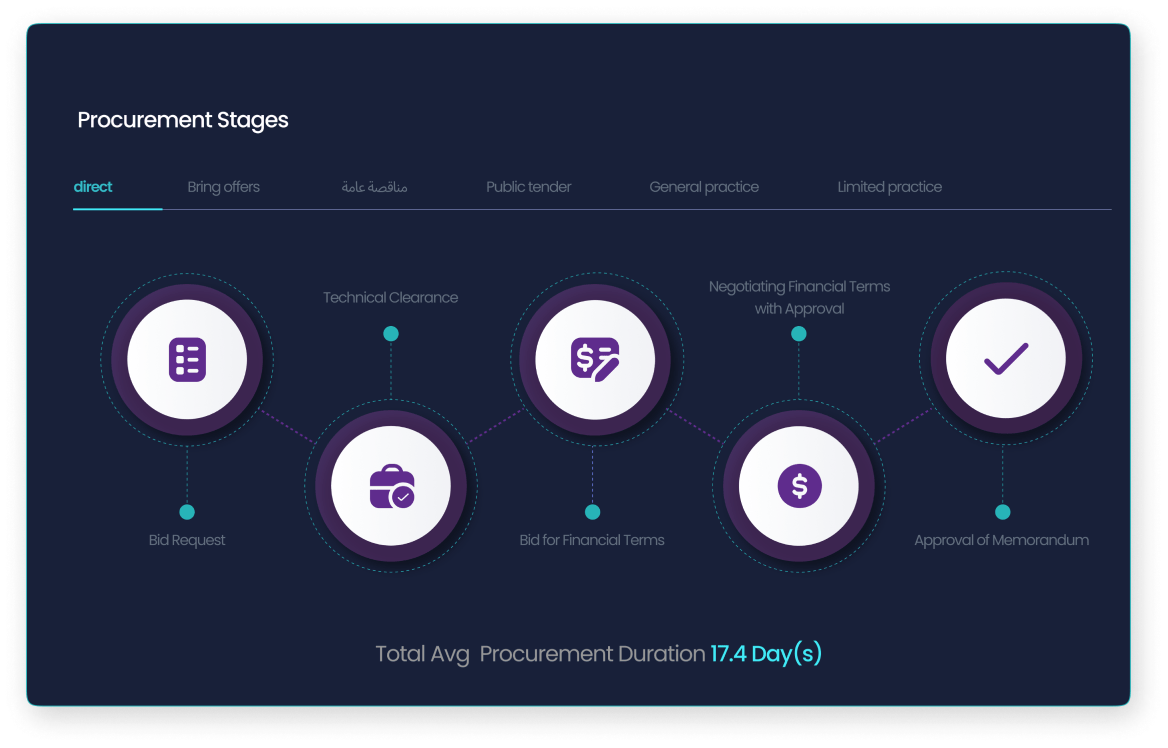 Procurement Stages
direct
Bring offers
مناقصة عامة
Public tender
General practice
Limited practice
Technical Clearance
Negotiating Financial Terms
with Approval
Bid Request
Bid for Financial Terms
Approval of Memorandum
Total Avg Procurement Duration 17.4 Day(s)